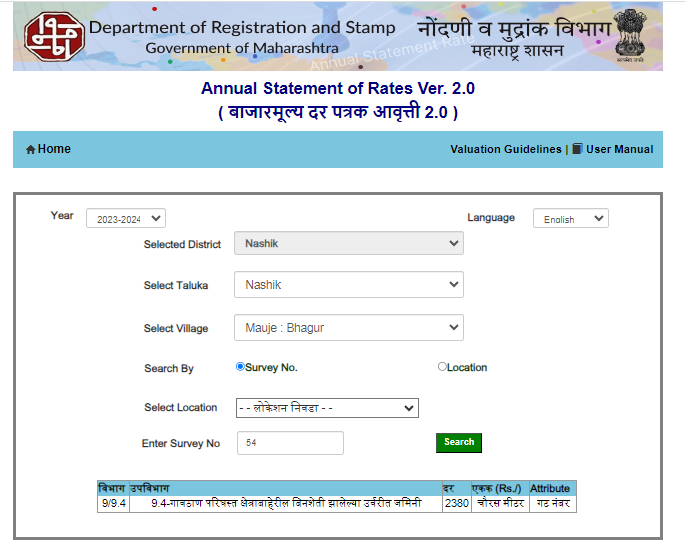 Department of Registration and Stamp
Government of Maharashtra
नोंदणी व मुद्रांक विभाग
महाराष्ट्र शासन
Annual Statement Rate
Annual Statement of Rates Ver. 2.0
( बाजारमूल्य दर पत्रक आवृत्ती 2.0 )
Home
Valuation Guidelines | User Manual
Year 2023-2024
Language English
Selected District Nashik
Select Taluka Nashik
Select Village Mauje : Bhagur
Search By Survey No. Location
Select Location - - लोकेशन निवडा - -
Enter Survey No 54 Search
विभाग उपविभाग दर एकक (Rs./) Attribute
9/9.4 9.4-गावठाण परिघस्त क्षेत्राबाहेरील बिनशेती झालेल्या उर्वरीत जमिनी 2380 चौरस मीटर गट नंबर